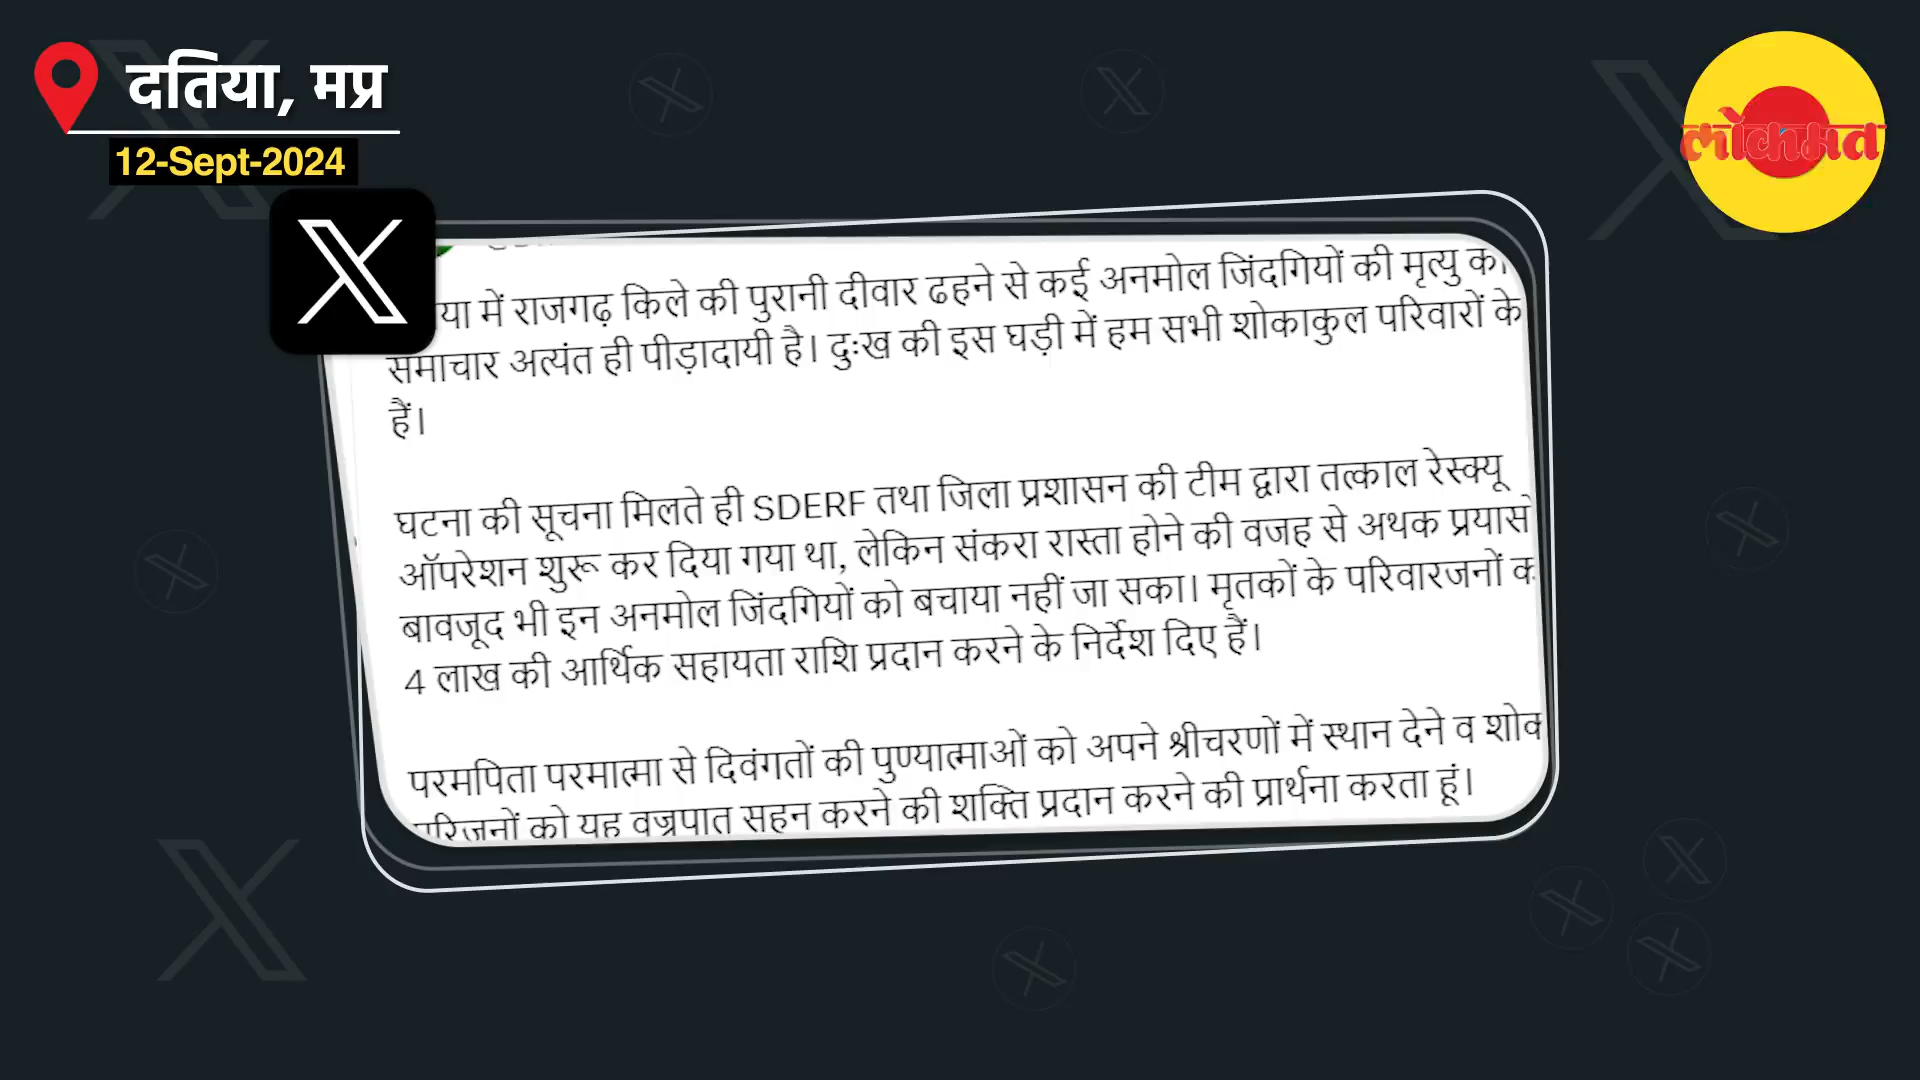 दतिया, मप्र
12-Sept-2024
लोकमत
में राजगढ़ किले की पुरानी दीवार ढहने से कई अनमोल जिंदगियों की मृत्यु का
समाचार अत्यंत ही पीड़ादायी है। दुःख की इस घड़ी में हम सभी शोकाकुल परिवारों के
हैं।
घटना की सूचना मिलते ही SDERF तथा जिला प्रशासन की टीम द्वारा तत्काल रेस्क्यू
ऑपरेशन शुरू कर दिया गया था, लेकिन संकरा रास्ता होने की वजह से अथक प्रयास
बावजूद भी इन अनमोल जिंदगियों को बचाया नहीं जा सका। मृतकों के परिवारजनों
4 लाख की आर्थिक सहायता राशि प्रदान करने के निर्देश दिए हैं।
परमपिता परमात्मा से दिवंगतों की पुण्यात्माओं को अपने श्रीचरणों में स्थान देने व
परिजनों को यह वज्रपात सहन करने की शक्ति प्रदान करने की प्रार्थना करता हूं।